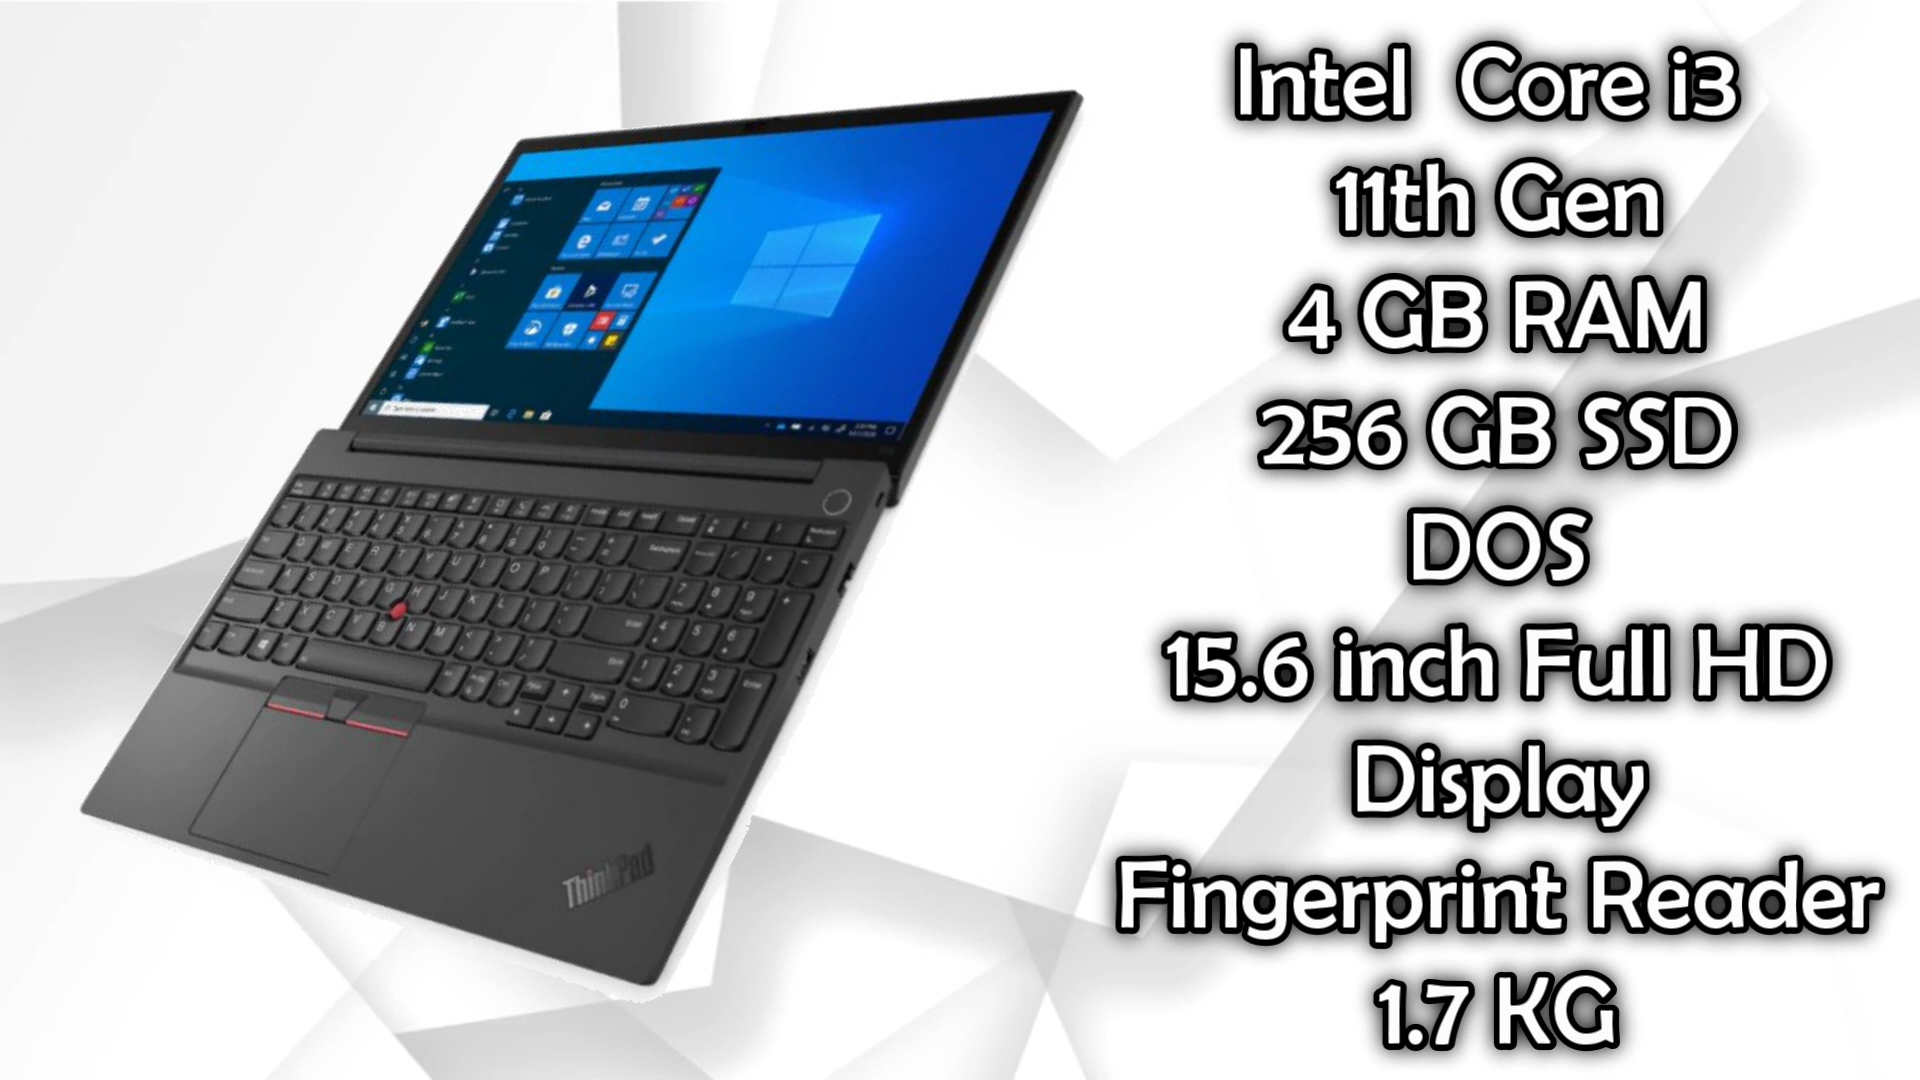 Intel Core i3
11th Gen
4 GB RAM
256 GB SSD
DOS
15.6 inch Full HD
Display
Fingerprint Reader
1.7 KG
ThinkPad